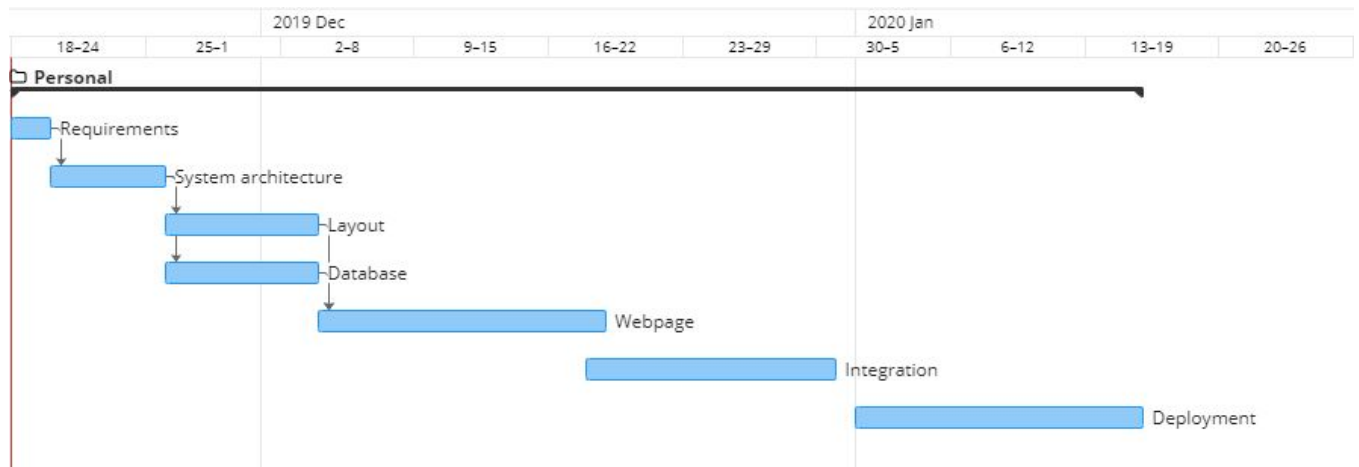 2019 Dec 2020 Jan
18–24 25–1 2–8 9–15 16–22 23–29 30–5 6–12 13–19 20–26
Personal
Requirements
System architecture
Layout
Database
Webpage
Integration
Deployment